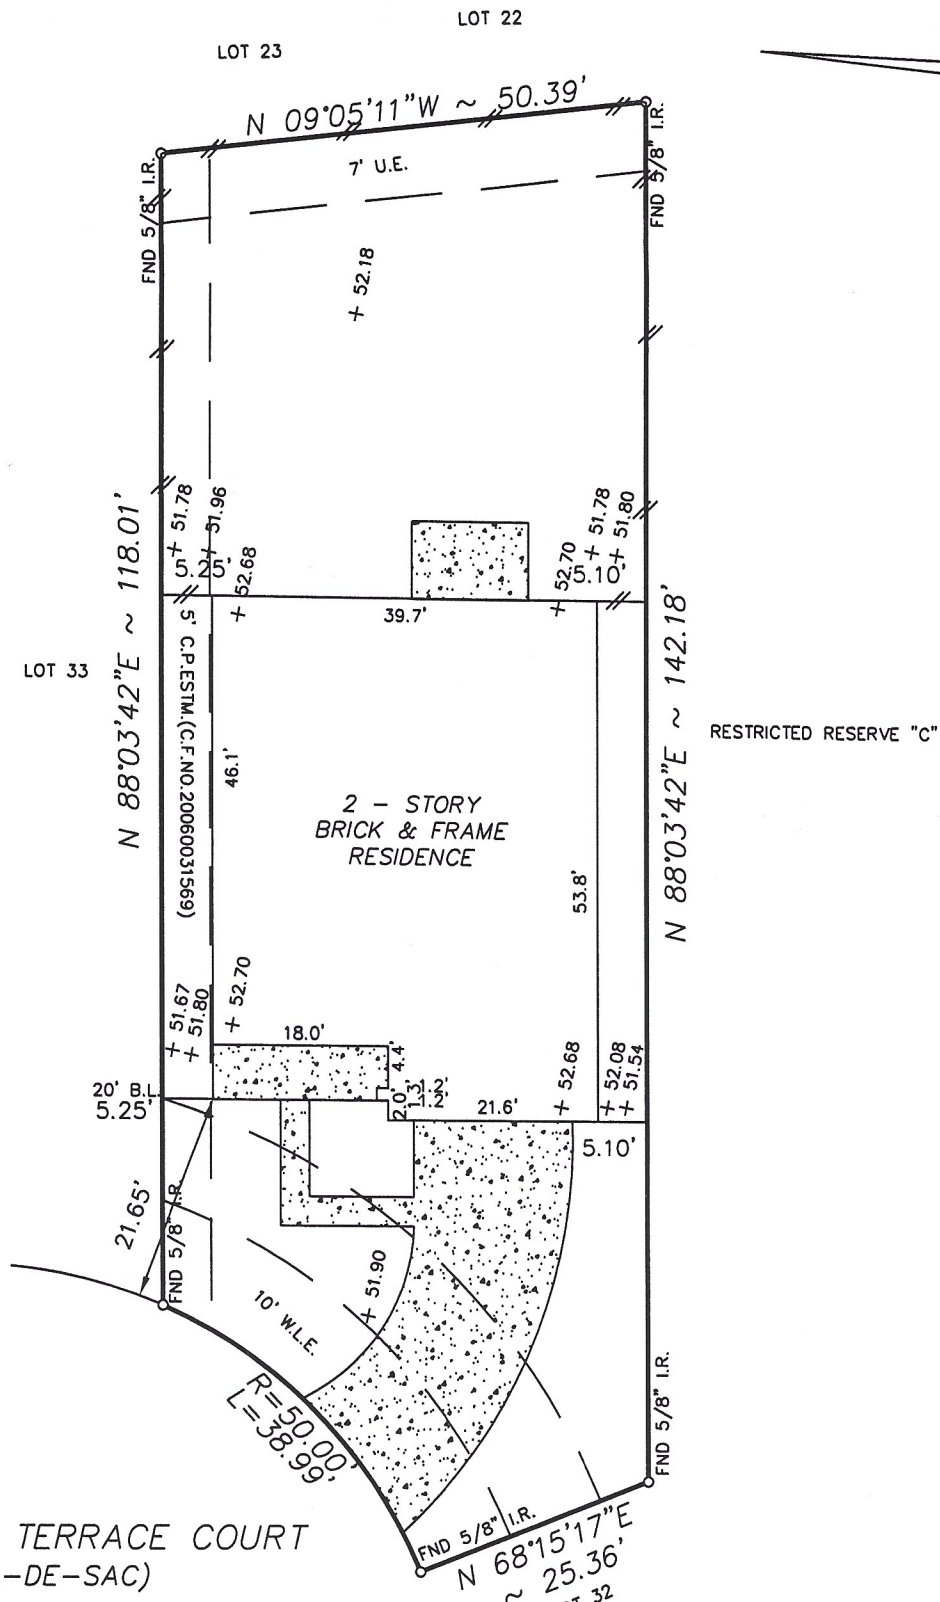 LOT 22
LOT 23
N 09°05'11"W ~ 50.39'
7' U.E.
FND 5/8" I.R.
FND 5/8" I.R.
+ 52.18
N 88°03'42"E ~ 118.01'
+ 51.78
+ 51.96
5.25'
+ 52.68
39.7'
+ 52.70
+ 51.78
+ 51.80
5.10'
LOT 33
5' C.P.ESTM.(C.F.NO.20060031569)
46.1'
2 - STORY
BRICK & FRAME
RESIDENCE
53.8'
N 88°03'42"E ~ 142.18'
RESTRICTED RESERVE "C"
+ 51.67
+ 51.80
+ 52.70
18.0'
4.4'
1.2'
1.3'
2.0'
1.2'
21.6'
+ 52.68
+ 52.08
+ 51.54
20' B.L.
5.25'
5.10'
21.65'
FND 5/8" I.R.
10' W.L.E.
+ 51.90
R=50.00'
L=38.99'
FND 5/8" I.R.
FND 5/8" I.R.
TERRACE COURT
-DE-SAC)
N 68°15'17"E
~ 25.36'
32